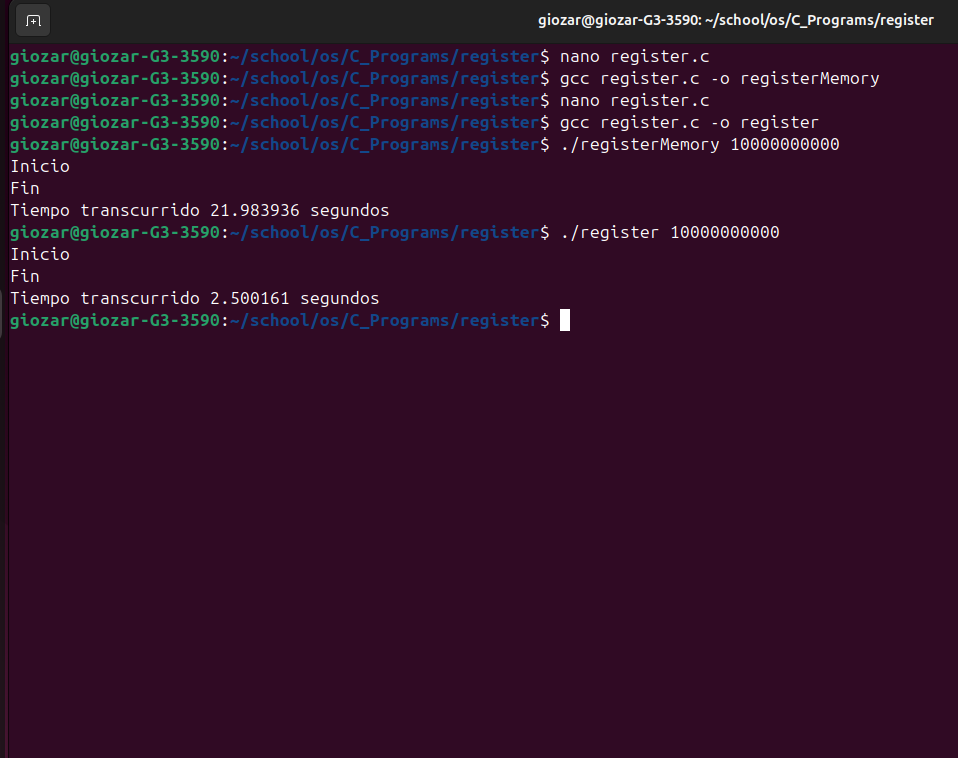 giozar@giozar-G3-3590: ~/school/os/C_Programs/register
giozar@giozar-G3-3590:~/school/os/C_Programs/register$ nano register.c
giozar@giozar-G3-3590:~/school/os/C_Programs/register$ gcc register.c -o registerMemory
giozar@giozar-G3-3590:~/school/os/C_Programs/register$ nano register.c
giozar@giozar-G3-3590:~/school/os/C_Programs/register$ gcc register.c -o register
giozar@giozar-G3-3590:~/school/os/C_Programs/register$ ./registerMemory 10000000000
Inicio
Fin
Tiempo transcurrido 21.983936 segundos
giozar@giozar-G3-3590:~/school/os/C_Programs/register$ ./register 10000000000
Inicio
Fin
Tiempo transcurrido 2.500161 segundos
giozar@giozar-G3-3590:~/school/os/C_Programs/register$